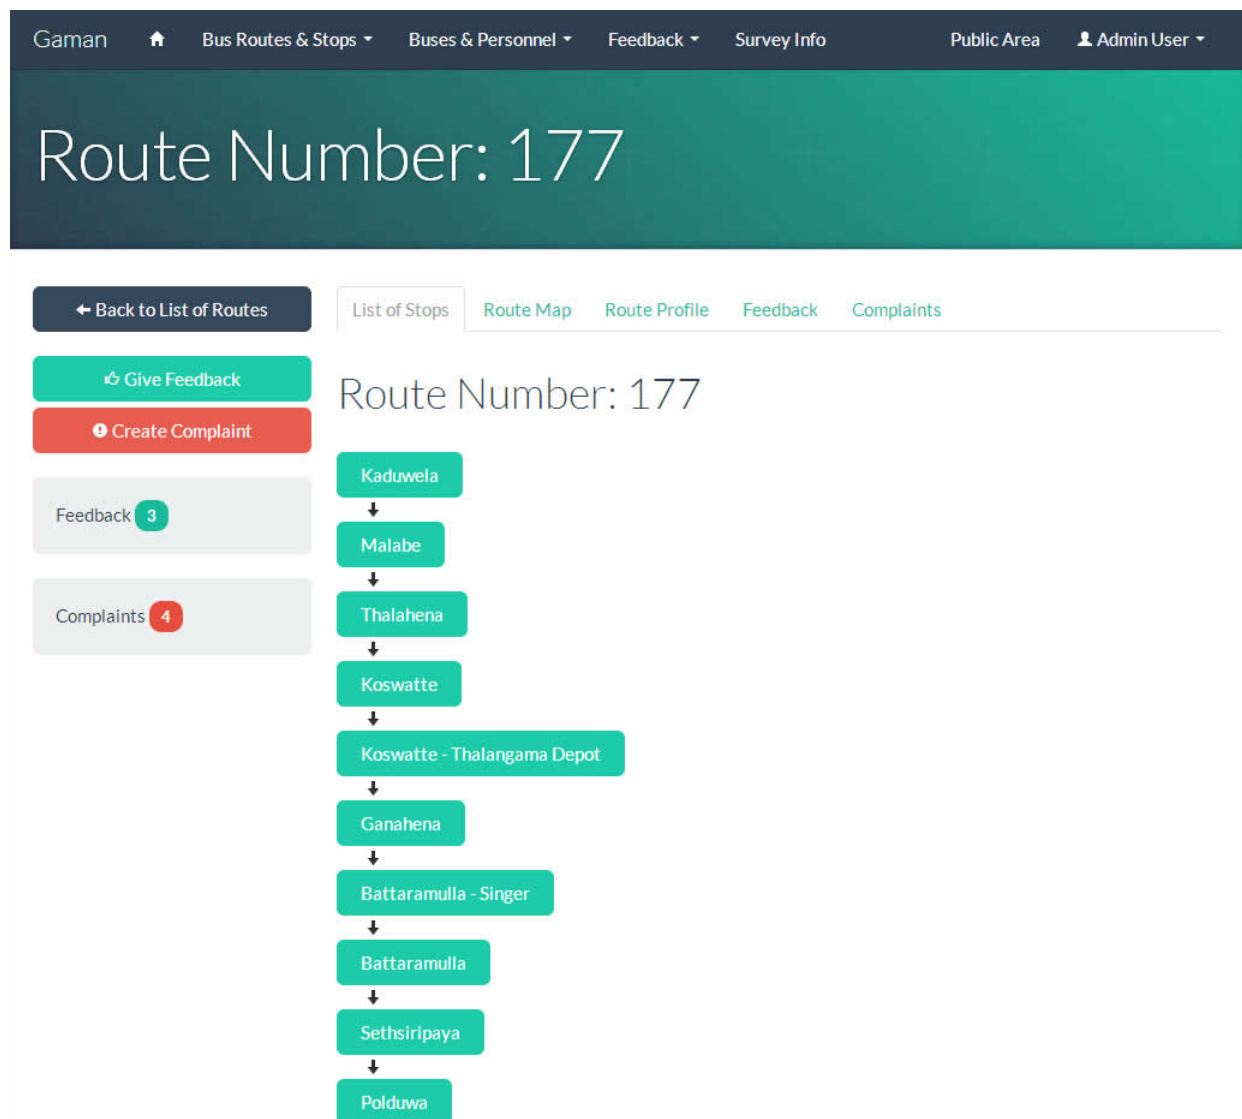 Gaman Bus Routes & Stops Buses & Personnel Feedback Survey Info Public Area Admin User
Route Number: 177
Back to List of Routes
Give Feedback
Create Complaint
Feedback 3
Complaints 4
List of Stops Route Map Route Profile Feedback Complaints
Route Number: 177
Kaduwela
Malabe
Thalahena
Koswatte
Koswatte - Thalangama Depot
Ganahena
Battaramulla - Singer
Battaramulla
Sethsiripaya
Polduwa